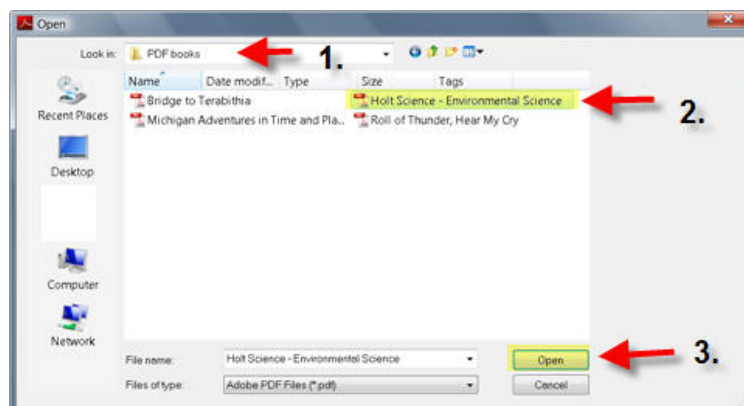 Open
Look in: PDF books 1.
Name Date modif... Type Size Tags
Recent Places
Bridge to Terabithia Holt Science - Environmental Science 2.
Michigan Adventures in Time and Pla... Roll of Thunder, Hear My Cry
Desktop
Computer
Network
File name: Holt Science - Environmental Science Open 3.
Files of type: Adobe PDF Files (*.pdf) Cancel